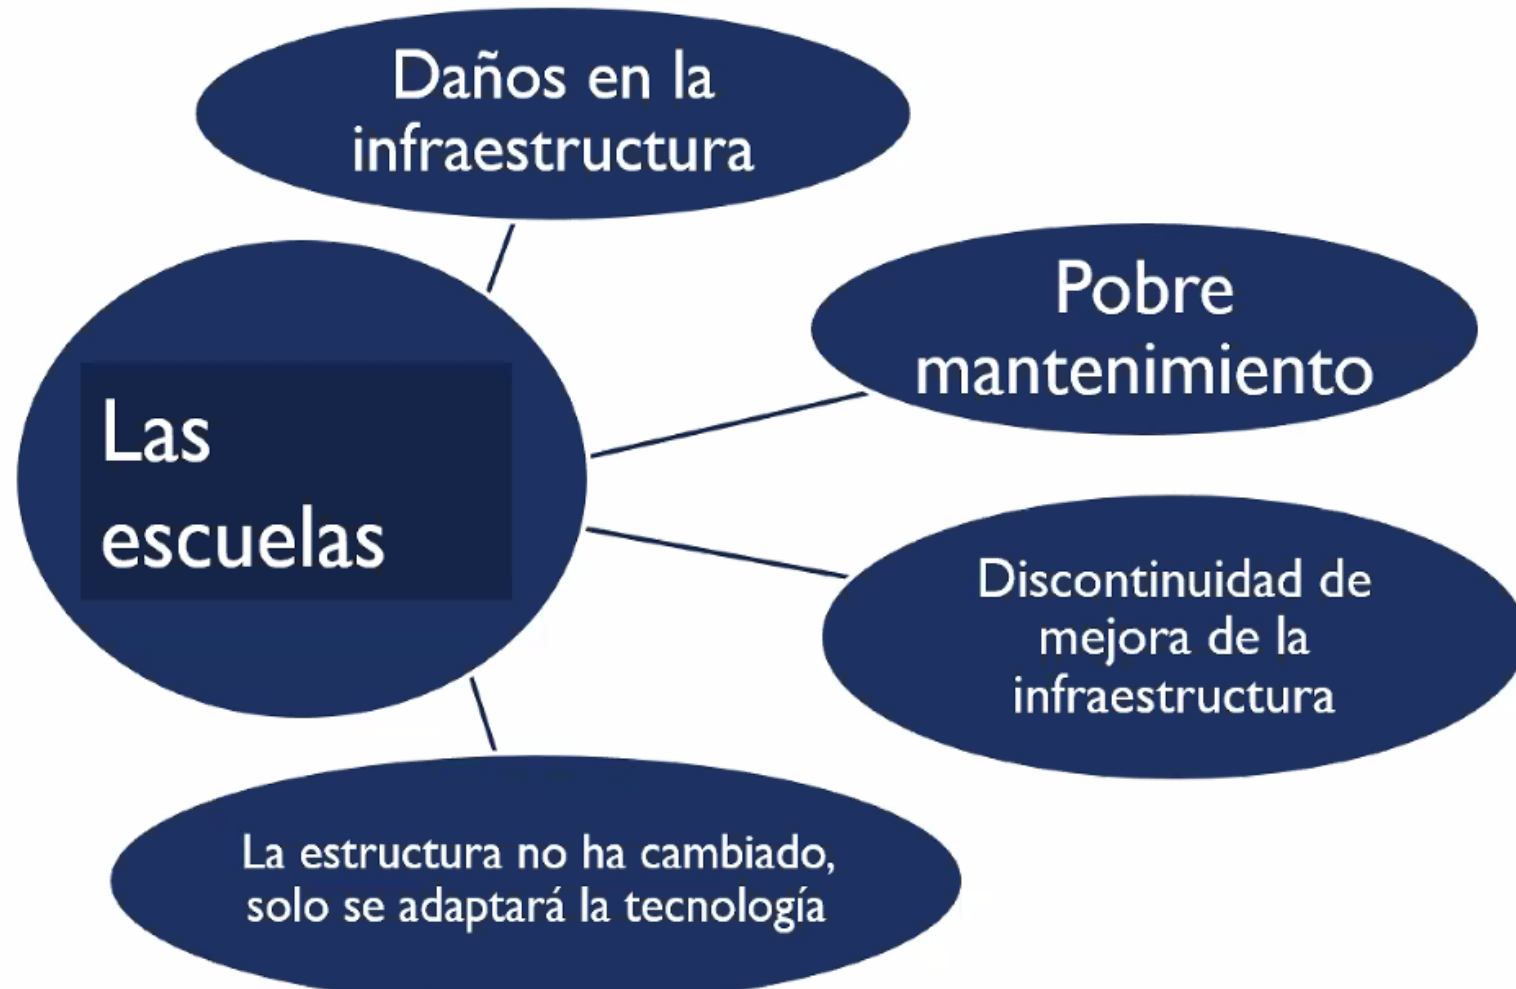 Daños en la
infraestructura
Pobre
mantenimiento
Las
escuelas
Discontinuidad de
mejora de la
infraestructura
La estructura no ha cambiado,
solo se adaptará la tecnología